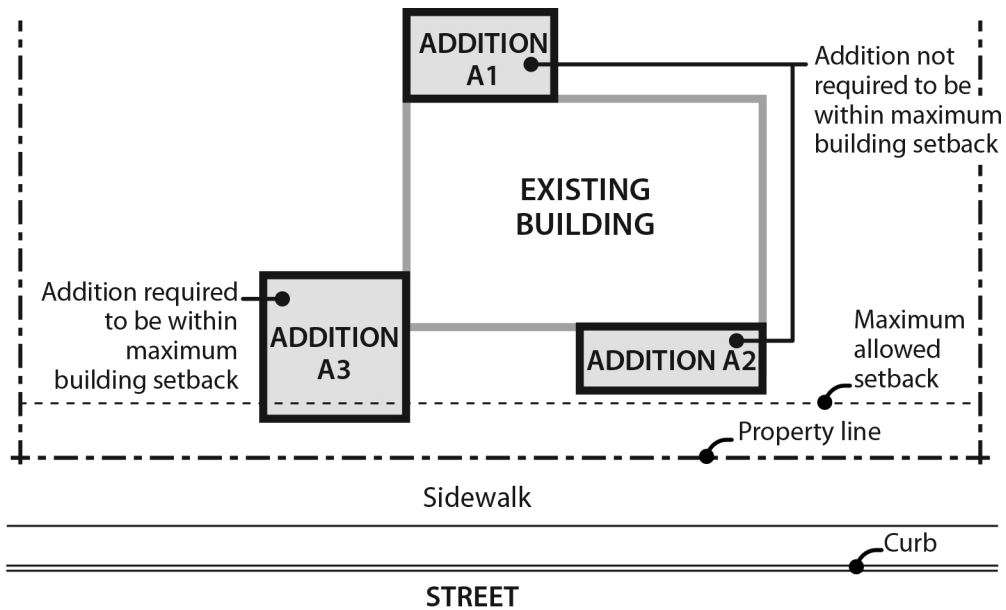 ADDITION
A1
Addition not
required to be
within maximum
building setback
EXISTING
BUILDING
Addition required
to be within
maximum
building setback
ADDITION
A3
ADDITION A2
Maximum
allowed
setback
Property line
Sidewalk
Curb
STREET